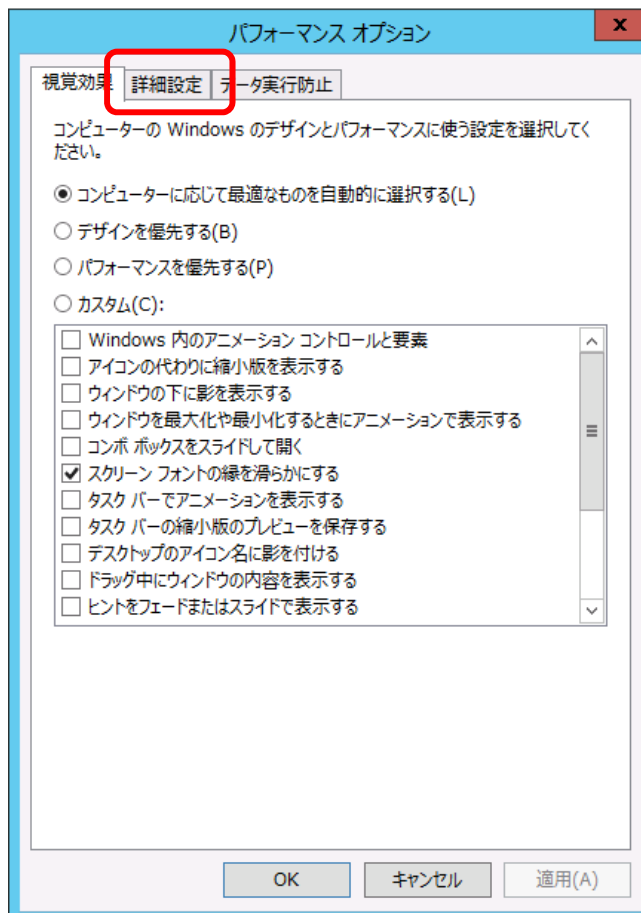 パフォーマンス オプション
x
視覚効果 詳細設定 データ実行防止
コンピューターの Windows のデザインとパフォーマンスに使う設定を選択してく
ださい。
コンピューターに応じて最適なものを自動的に選択する(L)
デザインを優先する(B)
パフォーマンスを優先する(P)
カスタム(C):
Windows 内のアニメーション コントロールと要素
アイコンの代わりに縮小版を表示する
ウィンドウの下に影を表示する
ウィンドウを最大化や最小化するときにアニメーションで表示する
コンボ ボックスをスライドして開く
スクリーン フォントの縁を滑らかにする
タスク バーでアニメーションを表示する
タスク バーの縮小版のプレビューを保存する
デスクトップのアイコン名に影を付ける
ドラッグ中にウィンドウの内容を表示する
ヒントをフェードまたはスライドで表示する
OK キャンセル 適用(A)